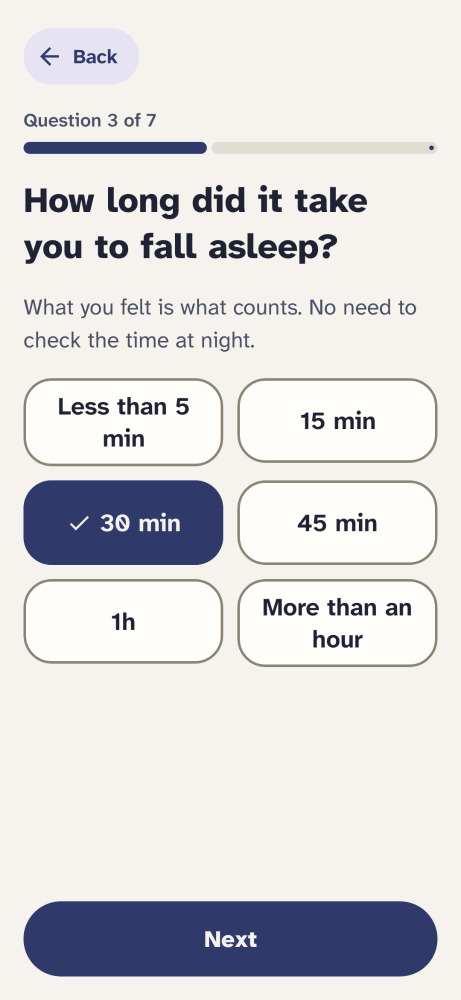 Back
Question 3 of 7
How long did it take
you to fall asleep?
What you felt is what counts. No need to
check the time at night.
Less than 5
min
15 min
30 min
45 min
1h
More than an
hour
Next